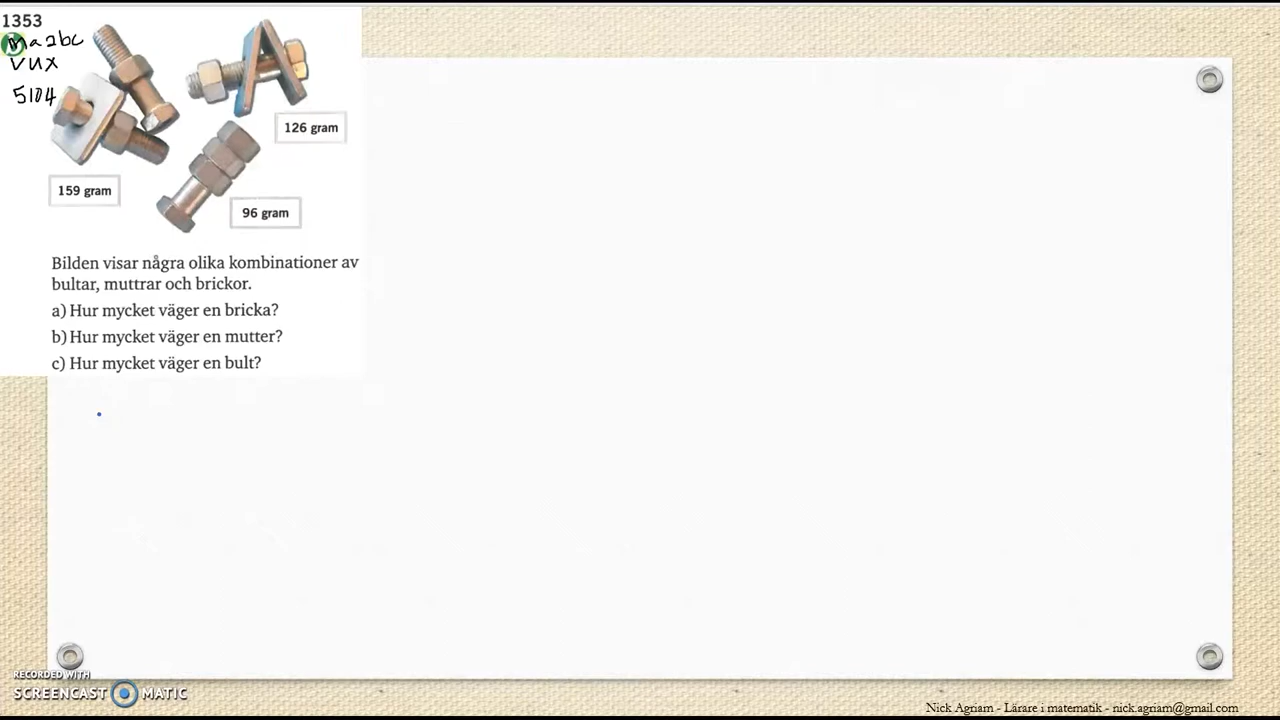 1353
ma2bc
vux
5104
126 gram
159 gram
96 gram
Bilden visar några olika kombinationer av
bultar, muttrar och brickor.
a) Hur mycket väger en bricka?
b) Hur mycket väger en mutter?
c) Hur mycket väger en bult?
RECORDED WITH
SCREENCAST MATIC
Nick Agnam - Lärare i matematik - nick.agnam@gmail.com